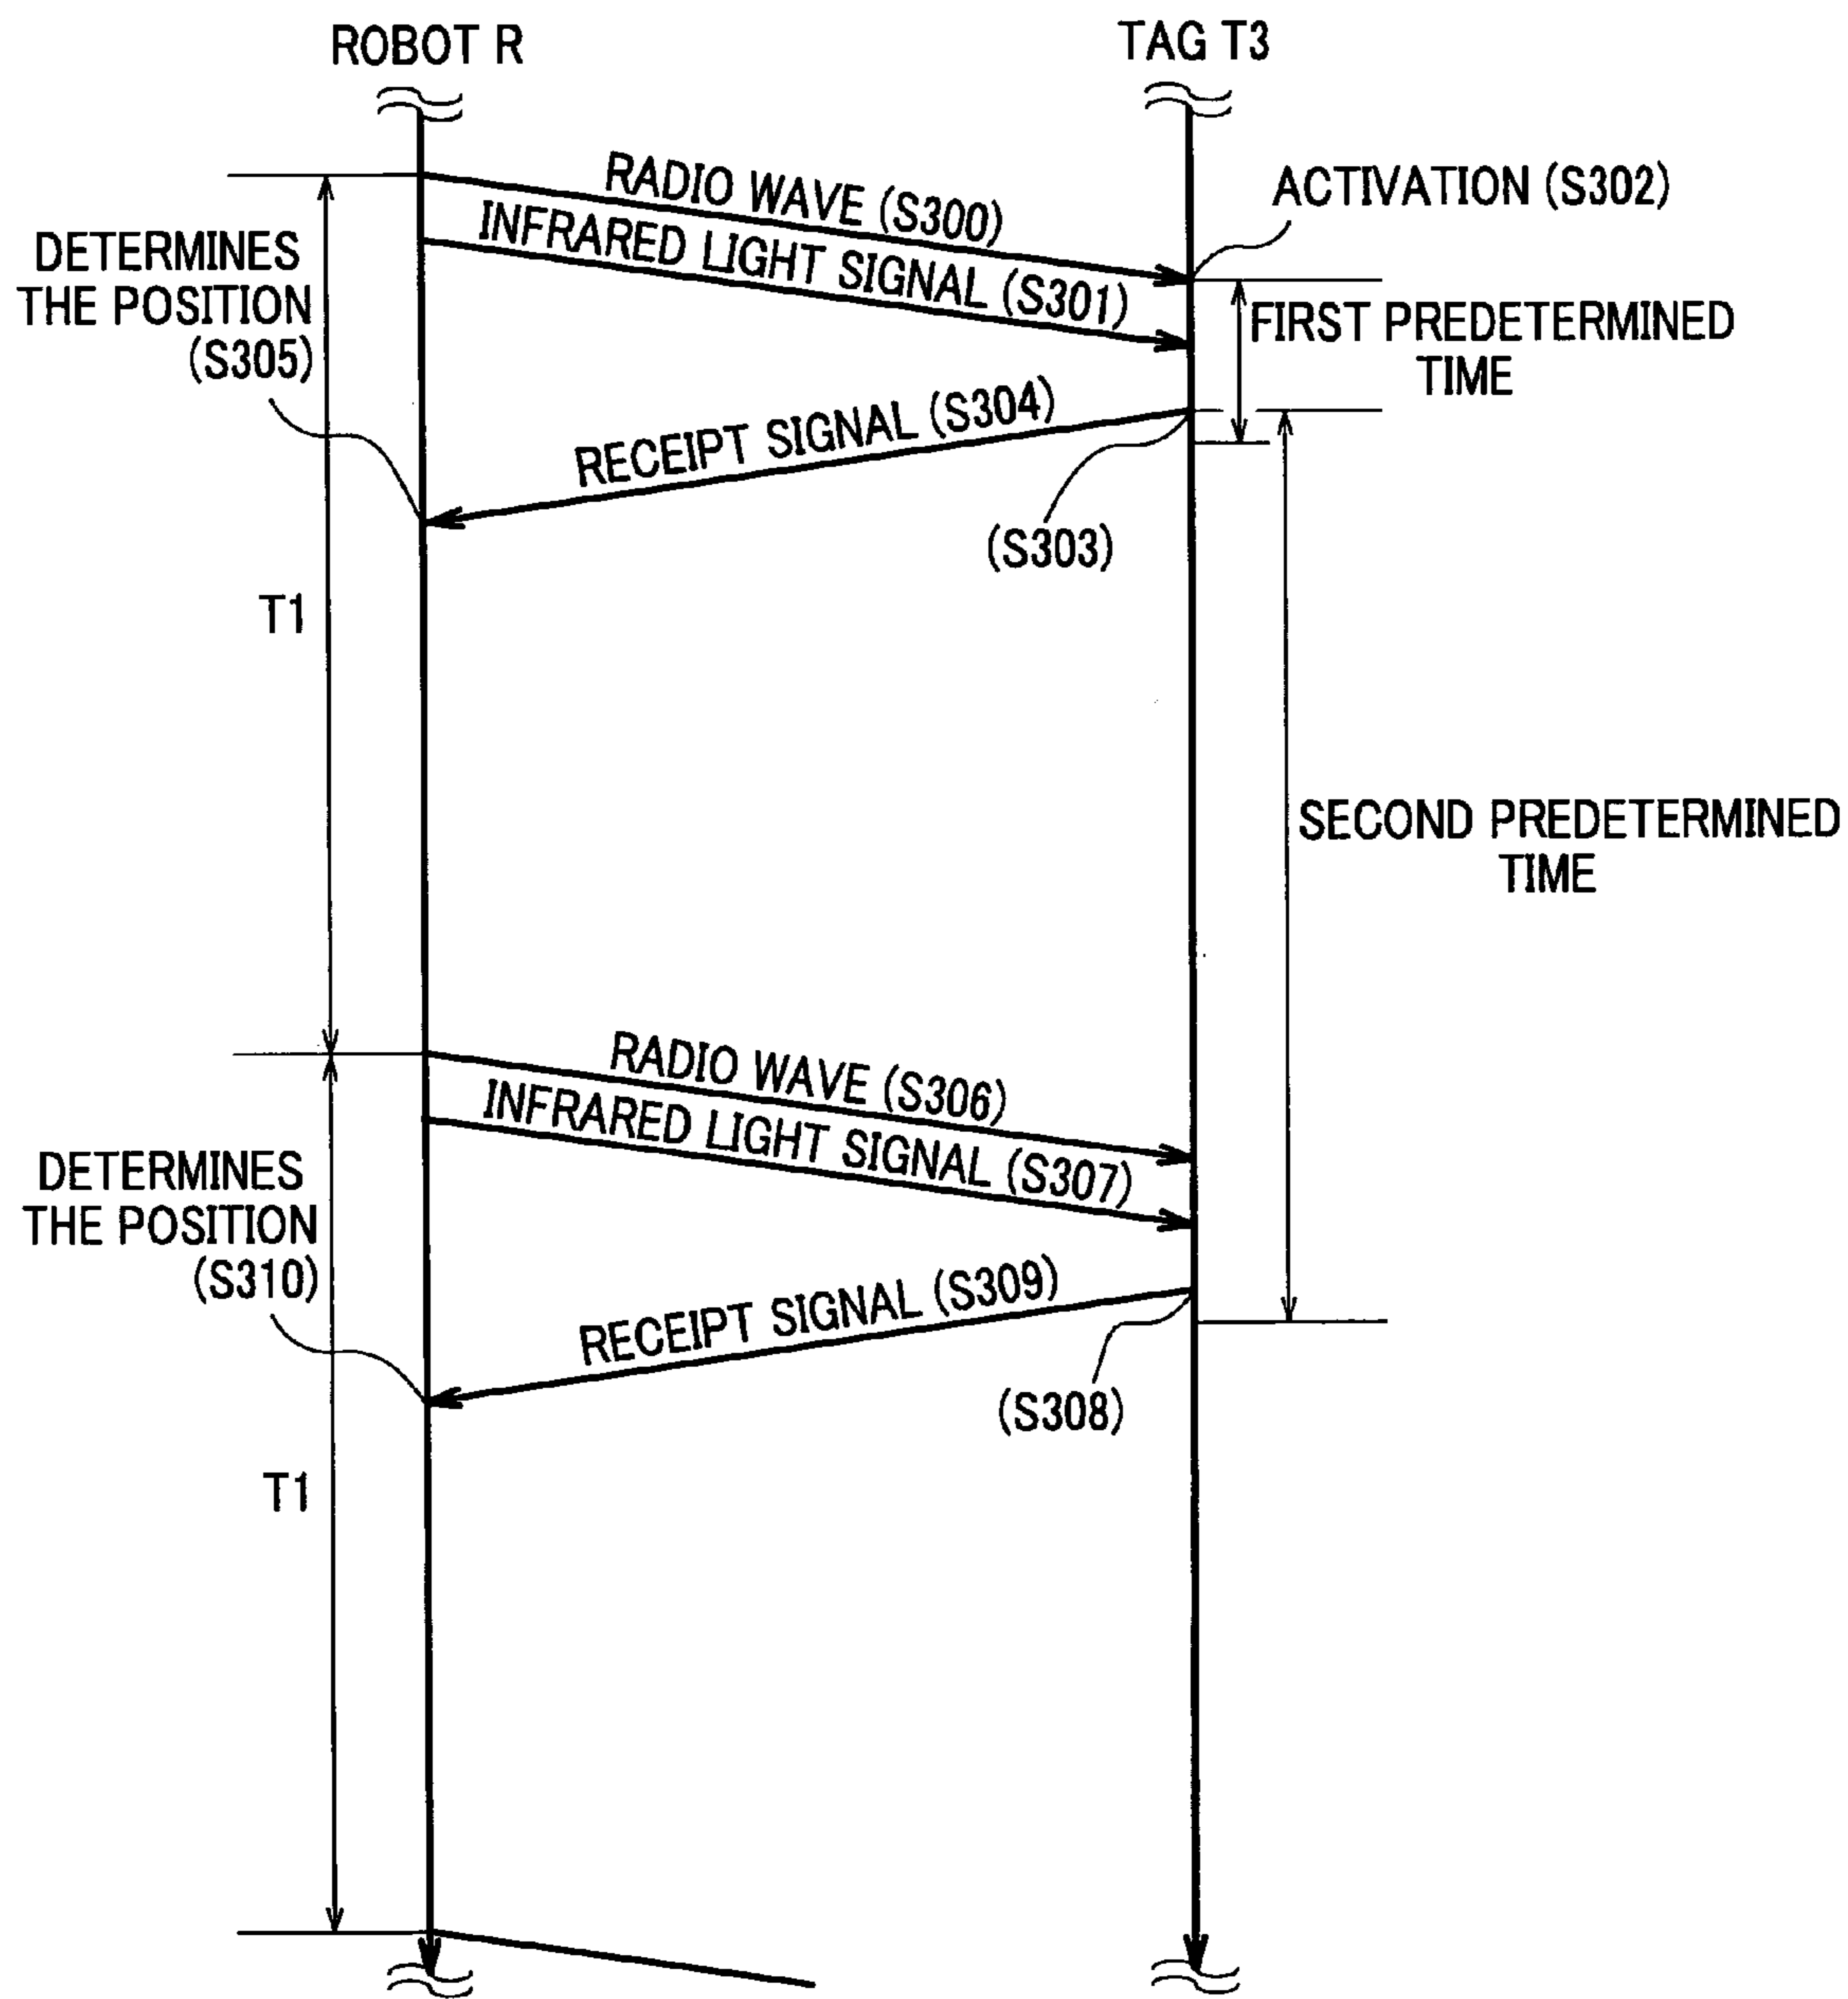 ROBOT R
TAG T3
RADIO WAVE (S300)
ACTIVATION (S302)
INFRARED LIGHT SIGNAL (S301)
DETERMINES
THE POSITION
(S305)
FIRST PREDETERMINED
TIME
RECEIPT SIGNAL (S304)
(S303)
T1
SECOND PREDETERMINED
TIME
RADIO WAVE (S306)
INFRARED LIGHT SIGNAL (S307)
DETERMINES
THE POSITION
(S310)
RECEIPT SIGNAL (S309)
(S308)
T1